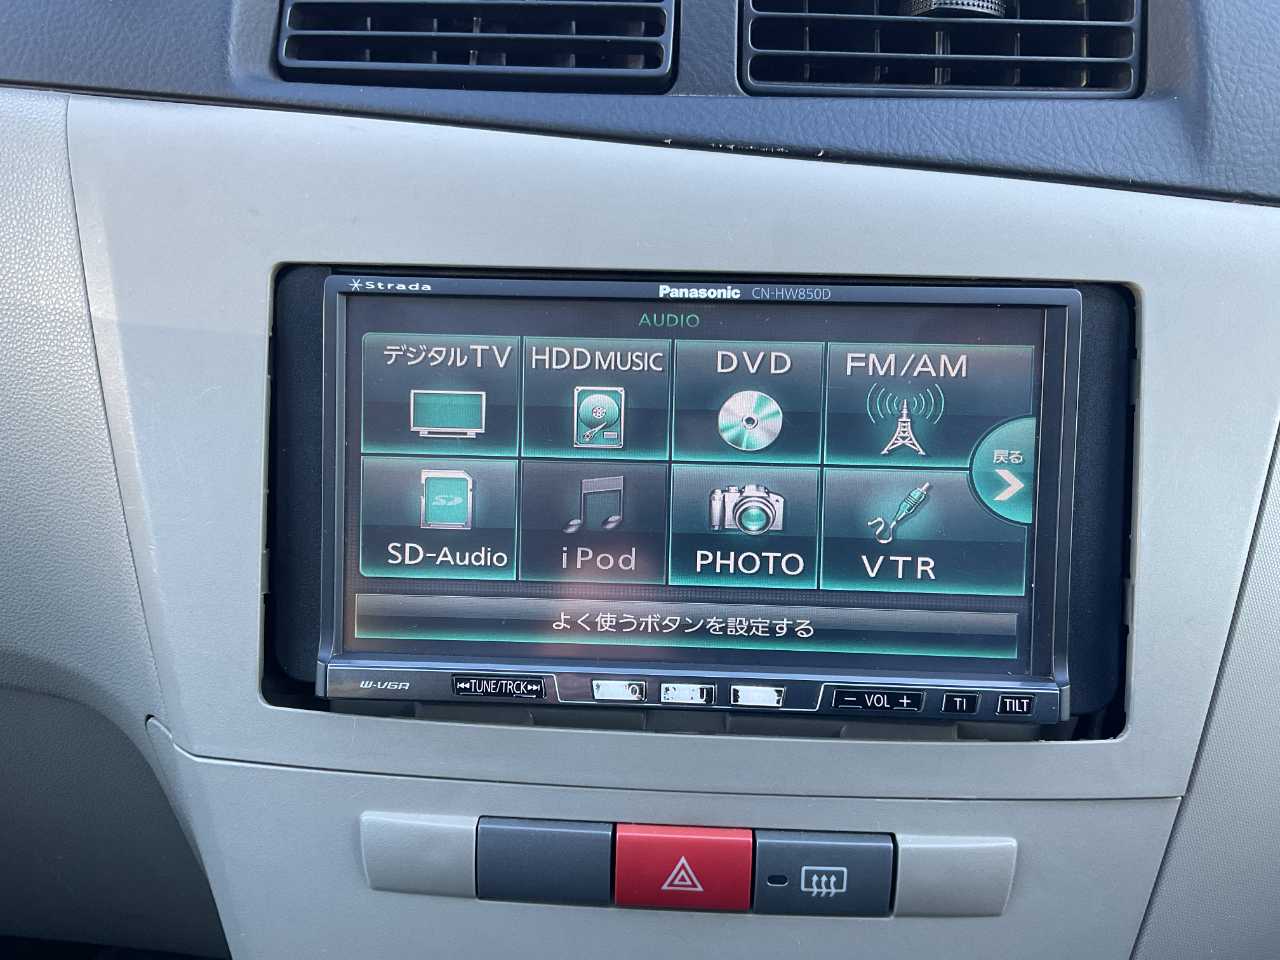 Strada
Panasonic CN-HW850D
AUDIO
デジタルTV HDD MUSIC DVD FM/AM
戻る
SD
SD-Audio iPod PHOTO VTR
よく使うボタンを設定する
W-VGA TUNE/TRCK − VOL + TI TILT